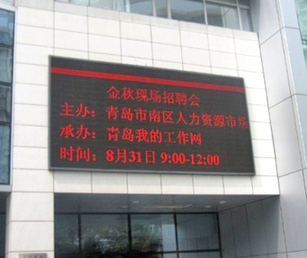 金秋现场招聘会
主办：青岛市南区人力资源市场
承办：青岛我的工作网
时间：8月31日 9:00-12:00